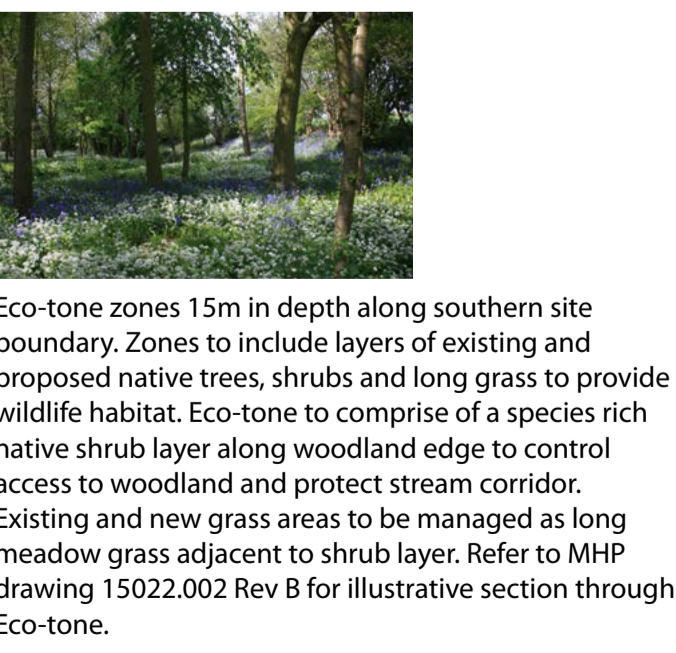 Eco-tone zones 15m in depth along southern site
boundary. Zones to include layers of existing and
proposed native trees, shrubs and long grass to provide
wildlife habitat. Eco-tone to comprise of a species rich
native shrub layer along woodland edge to control
access to woodland and protect stream corridor.
Existing and new grass areas to be managed as long
meadow grass adjacent to shrub layer. Refer to MHP
drawing 15022.002 Rev B for illustrative section through
Eco-tone.